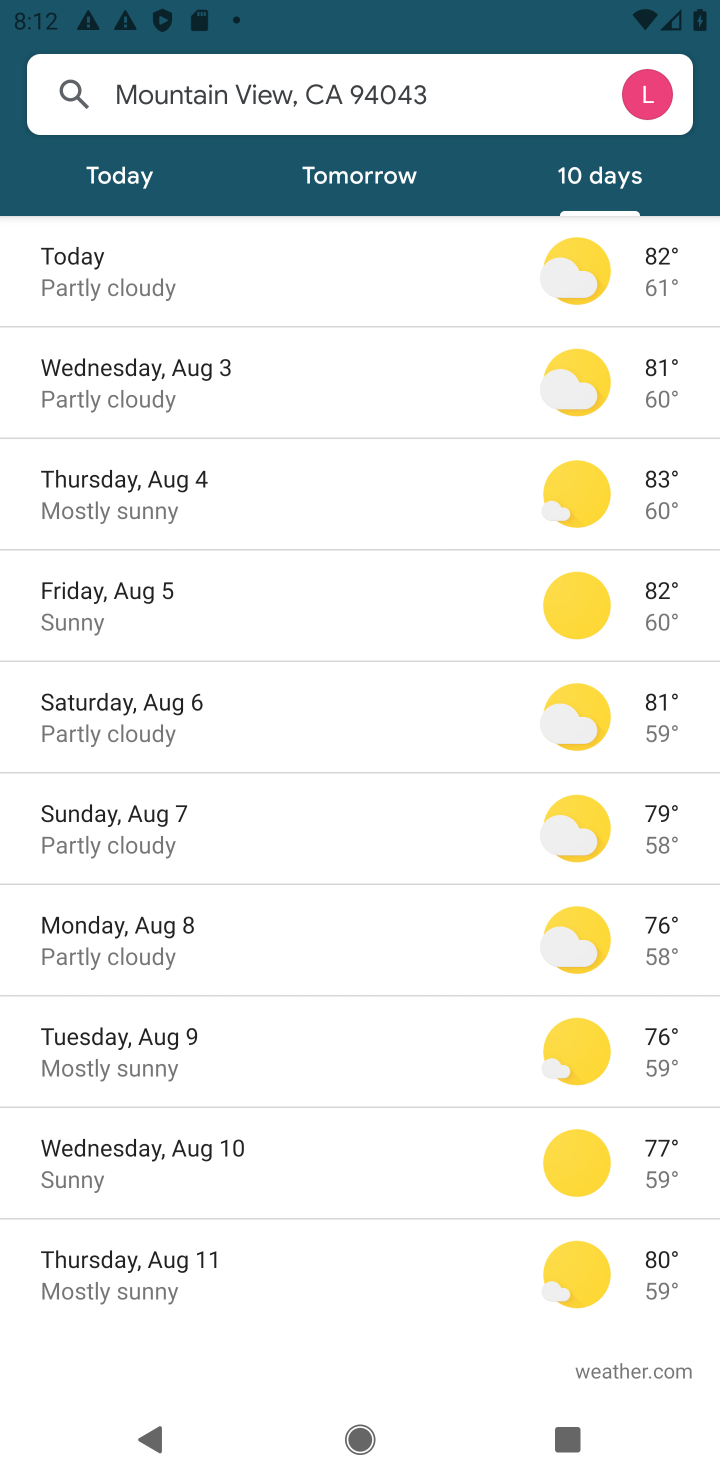 8:12
Mountain View, CA 94043
L
Today Tomorrow 10 days
Today 82°
Partly cloudy 61°
Wednesday, Aug 3 81°
Partly cloudy 60°
Thursday, Aug 4 83°
Mostly sunny 60°
Friday, Aug 5 82°
Sunny 60°
Saturday, Aug 6 81°
Partly cloudy 59°
Sunday, Aug 7 79°
Partly cloudy 58°
Monday, Aug 8 76°
Partly cloudy 58°
Tuesday, Aug 9 76°
Mostly sunny 59°
Wednesday, Aug 10 77°
Sunny 59°
Thursday, Aug 11 80°
Mostly sunny 59°
weather.com